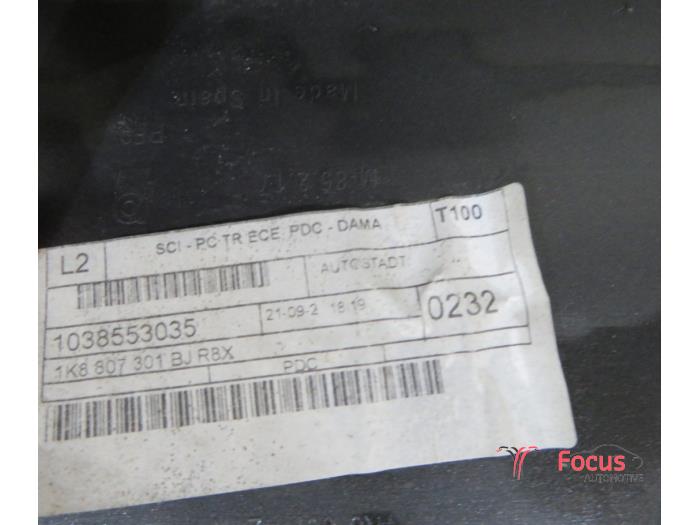 Made in Spain
L2
SCI - PC TR ECE PDC - DAMA
T100
AUTOSTADT
1038553035
21-09-2 18:19
0232
1K8 807 301 BJ R8X
PDC
Focus
AUTOMOTIVE